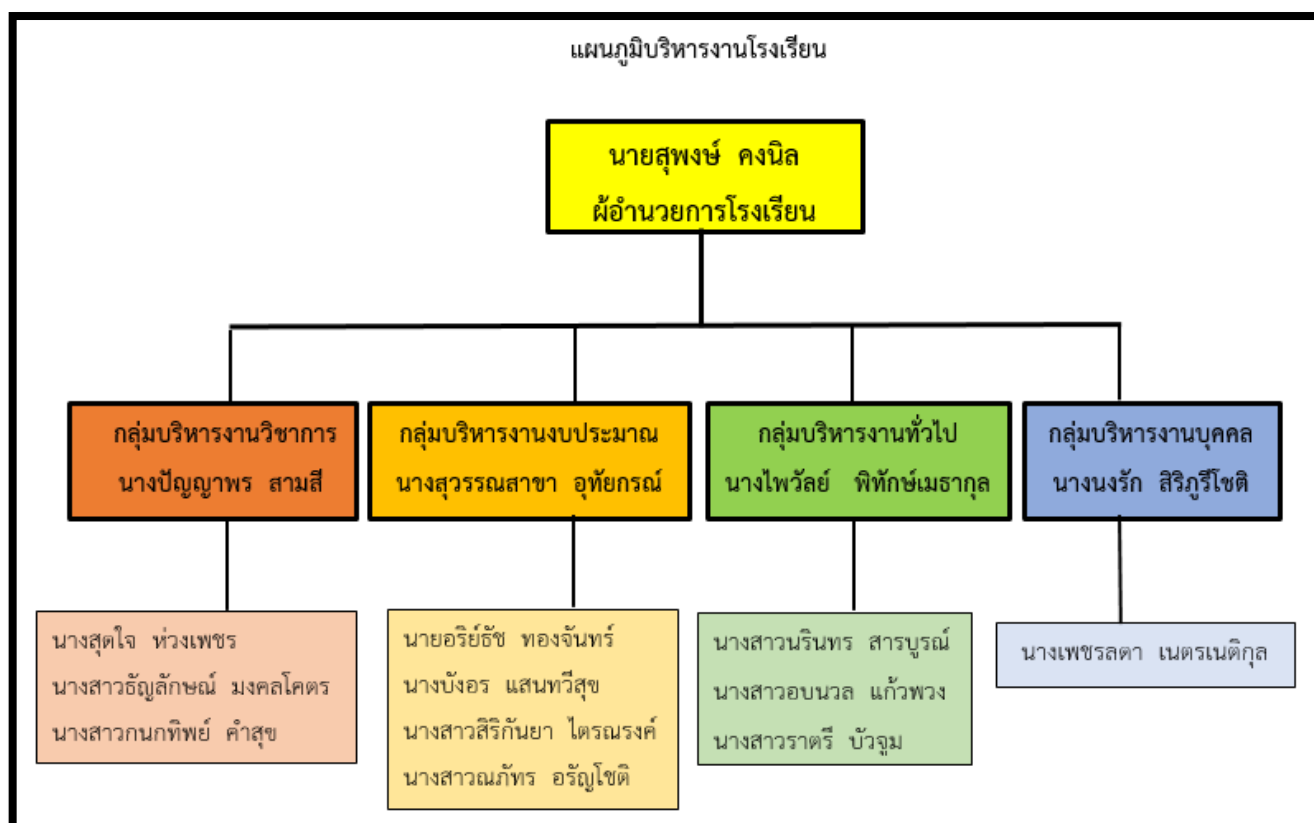 แผนภูมิบริหารงานโรงเรียน
นายสุพงษ์ คงนิล
ผู้อำนวยการโรงเรียน
กลุ่มบริหารงานวิชาการ
นางปัญญาพร สามสี
กลุ่มบริหารงานงบประมาณ
นางสุวรรณสาขา อุทัยกรณ์
กลุ่มบริหารงานทั่วไป
นางไพวัลย์ พิทักษ์เมธากุล
กลุ่มบริหารงานบุคคล
นางนงรัก สิริภูรีโชติ
นางสุดใจ ห่วงเพชร
นางสาวธัญลักษณ์ มงคลโคตร
นางสาวกนกทิพย์ คำสุข
นายอริย์ธัช ทองจันทร์
นางบังอร แสนทวีสุข
นางสาวสิริกันยา ไตรณรงค์
นางสาวณภัทร อรัญโชติ
นางสาวนรินทร สารบูรณ์
นางสาวอบนวล แก้วพวง
นางสาวราตรี บัวจูม
นางเพชรลดา เนตรเนติกุล